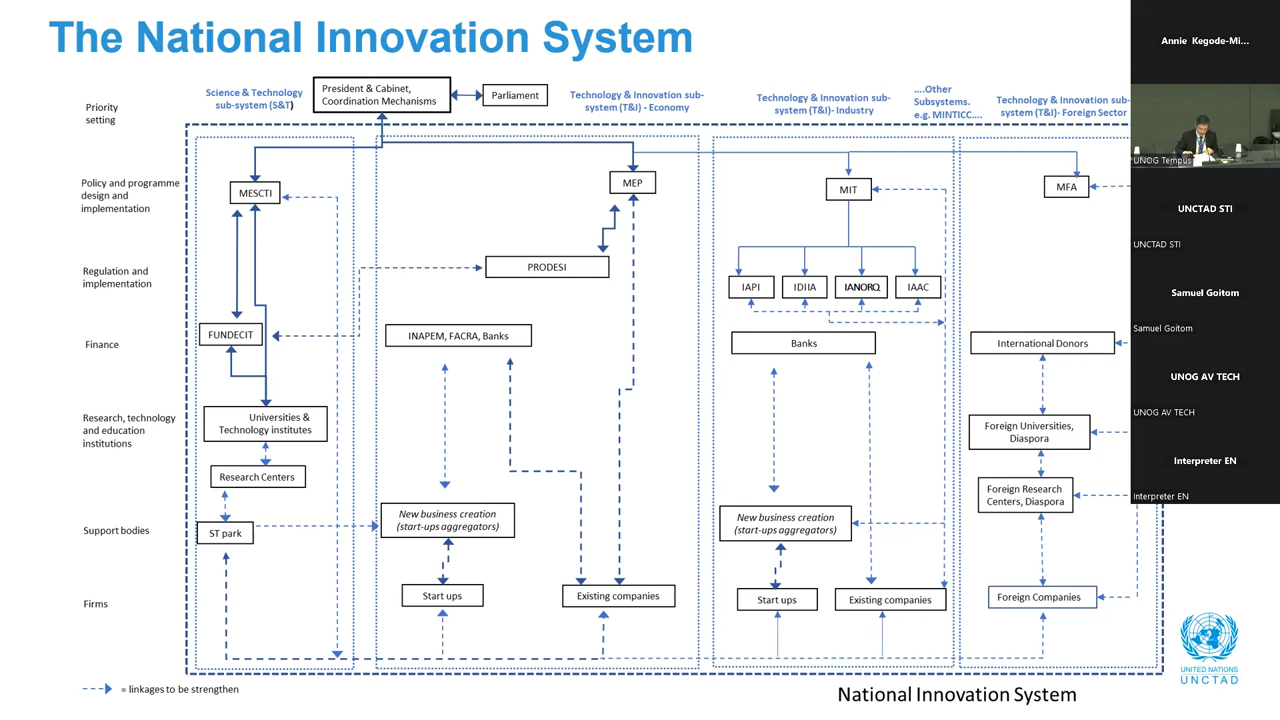 The National Innovation System
Annie Kegode-Mi...
Science & Technology
sub-system (S&T)
President & Cabinet,
Coordination Mechanisms
Parliament
Technology & Innovation sub-
system (T&I) - Economy
Technology & Innovation sub-
system (T&I)- Industry
....Other
Subsystems.
e.g. MINTICC....
Technology & Innovation sub-
system (T&I)- Foreign Sector
Priority
setting
UNOG Tempus
Policy and programme
design and
implementation
MESCTI
MEP
MIT
MFA
UNCTAD STI
UNCTAD STI
Regulation and
implementation
PRODESI
IAPI
IDIIA
IANORQ
IAAC
Samuel Goitom
Samuel Goitom
Finance
FUNDECIT
INAPEM, FACRA, Banks
Banks
International Donors
UNOG AV TECH
UNOG AV TECH
Research, technology
and education
institutions
Universities &
Technology institutes
Foreign Universities,
Diaspora
Interpreter EN
Interpreter EN
Research Centers
Foreign Research
Centers, Diaspora
Support bodies
ST park
New business creation
(start-ups aggregators)
New business creation
(start-ups aggregators)
Firms
Start ups
Existing companies
Start ups
Existing companies
Foreign Companies
= linkages to be strengthen
National Innovation System
UNITED NATIONS
UNCTAD